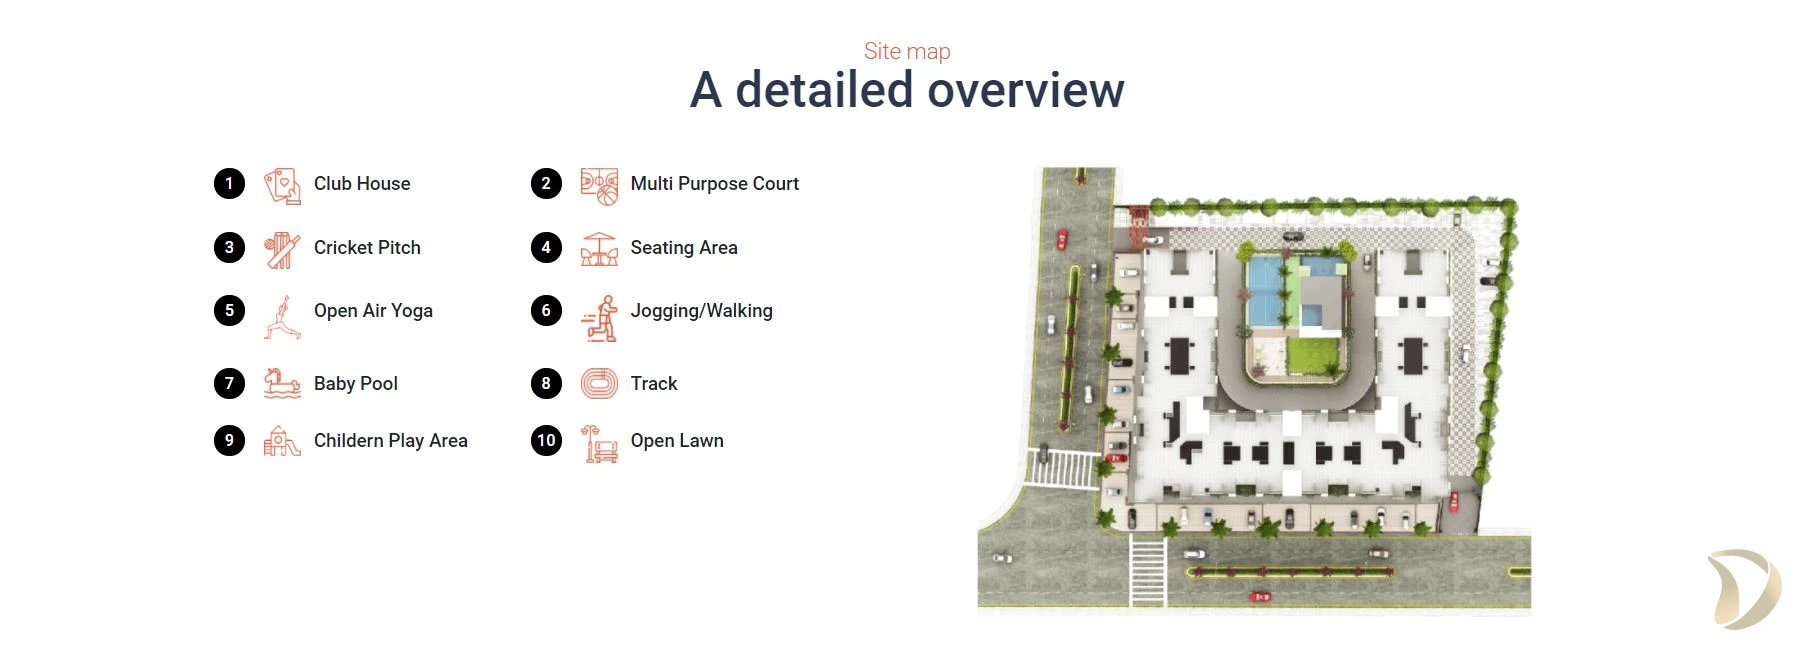 Site map
A detailed overview
1 Club House
2 Multi Purpose Court
3 Cricket Pitch
4 Seating Area
5 Open Air Yoga
6 Jogging/Walking
7 Baby Pool
8 Track
9 Childern Play Area
10 Open Lawn